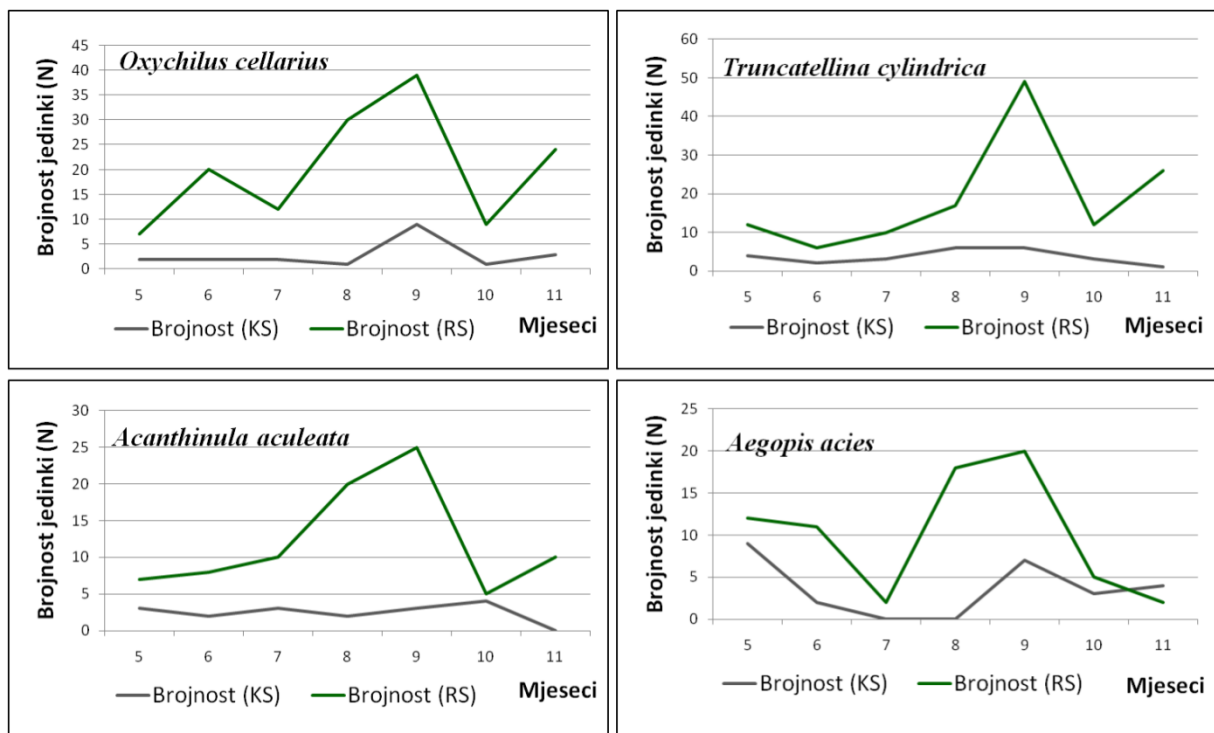 Oxychilus cellarius
Brojnost jedinki (N)
45
40
35
30
25
20
15
10
5
0
5 6 7 8 9 10 11
Brojnost (KS) Brojnost (RS) Mjeseci
Truncatellina cylindrica
Brojnost jedinki (N)
60
50
40
30
20
10
0
5 6 7 8 9 10 11
Brojnost (KS) Brojnost (RS) Mjeseci
Acanthinula aculeata
Brojnost jedinki (N)
30
25
20
15
10
5
0
5 6 7 8 9 10 11
Brojnost (KS) Brojnost (RS) Mjeseci
Aegopis acies
Brojnost jedinki (N)
25
20
15
10
5
0
5 6 7 8 9 10 11
Brojnost (KS) Brojnost (RS) Mjeseci